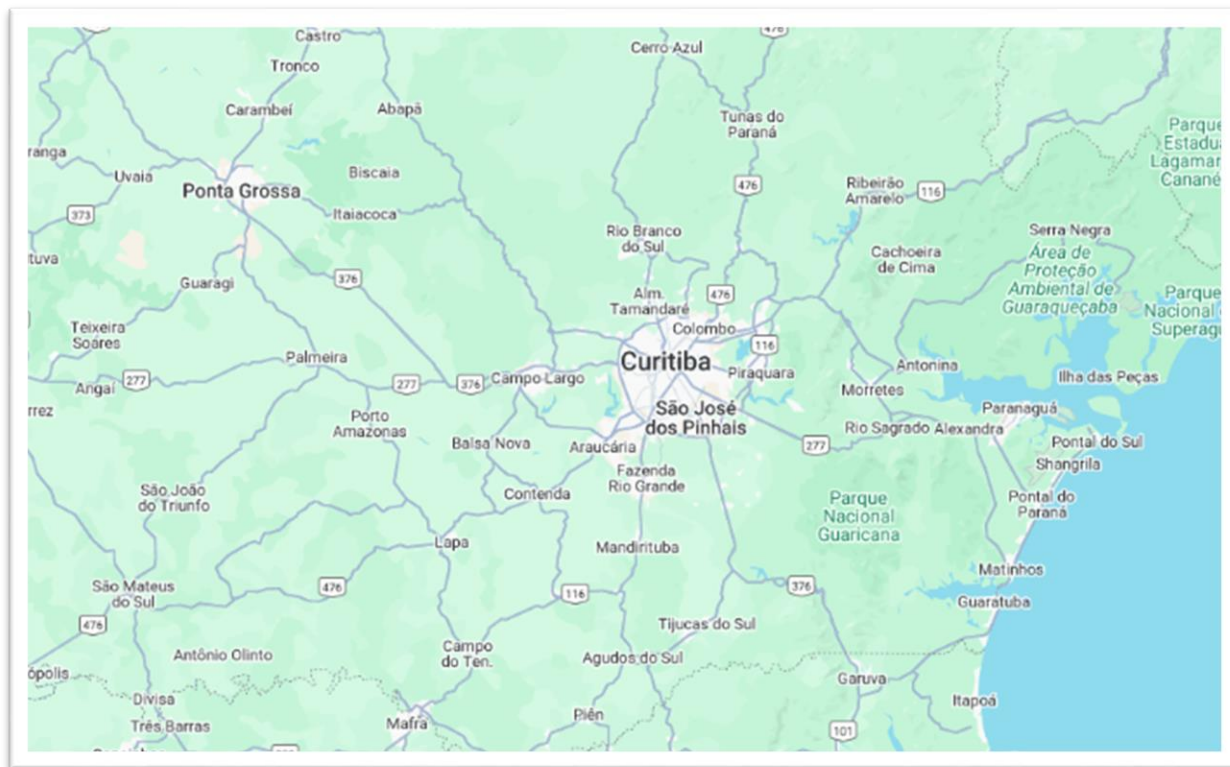 Castro
476
Cerro Azul
Tronco
Carambeí
Abapã
Tunas do
Paraná
Parque
Estadu
Lagamar
Canané
ranga
Uvaia
Biscaia
Ponta Grossa
476
Ribeirão
Amarelo
116
373
Itaiacoca
Rio Branco
do Sul
Serra Negra
ituva
Cachoeira
de Cima
Área de
Proteção
Ambiental de
Guaraqueçaba
Guaragi
376
Alm.
Tamandaré
476
Parque
Nacional
Superagu
Teixeira
Soares
Colombo
116
Palmeira
Curitiba
Piraquara
Antonina
Angaí
277
277
376
Campo Largo
Morretes
Ilha das Peças
rrez
Porto
Amazonas
São José
dos Pinhais
Paranaguá
Balsa Nova
Araucária
277
Rio Sagrado
Alexandra
Pontal do Sul
Fazenda
Rio Grande
Shangrila
São João
do Triunfo
Contenda
Parque
Nacional
Guaricana
Pontal do
Paraná
Lapa
Mandirituba
Matinhos
São Mateus
do Sul
476
116
376
Guaratuba
476
Tijucas do Sul
Antônio Olinto
Campo
do Ten.
Agudos do Sul
ópolis
Garuva
Divisa
Itapoá
Três Barras
Mafra
Piên
101